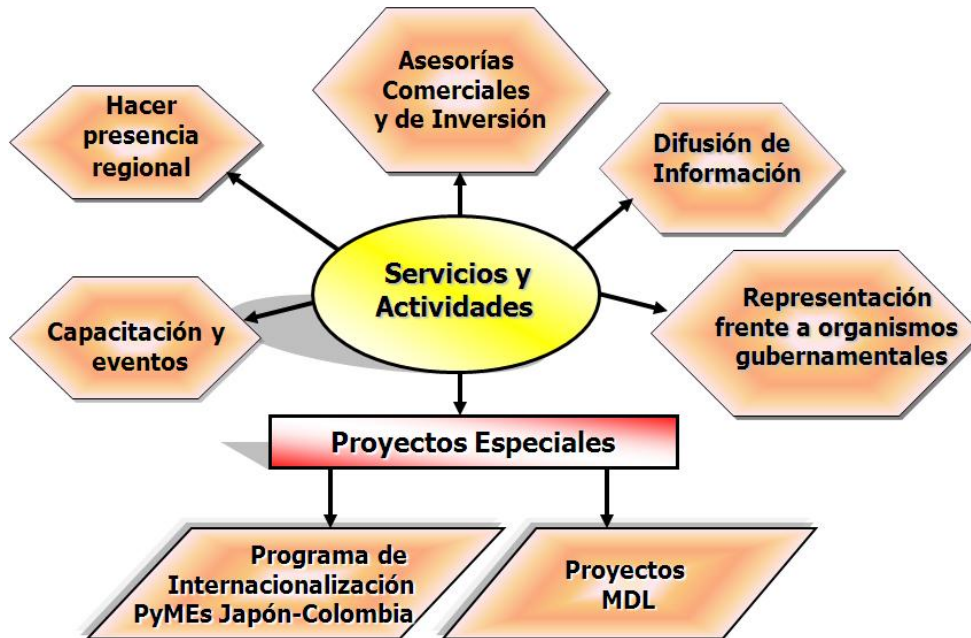 Asesorías
Comerciales
y de Inversión
Hacer
presencia
regional
Difusión de
Información
Servicios y
Actividades
Representación
frente a organismos
gubernamentales
Capacitación y
eventos
Proyectos Especiales
Programa de
Internacionalización
PyMEs Japón-Colombia
Proyectos
MDL